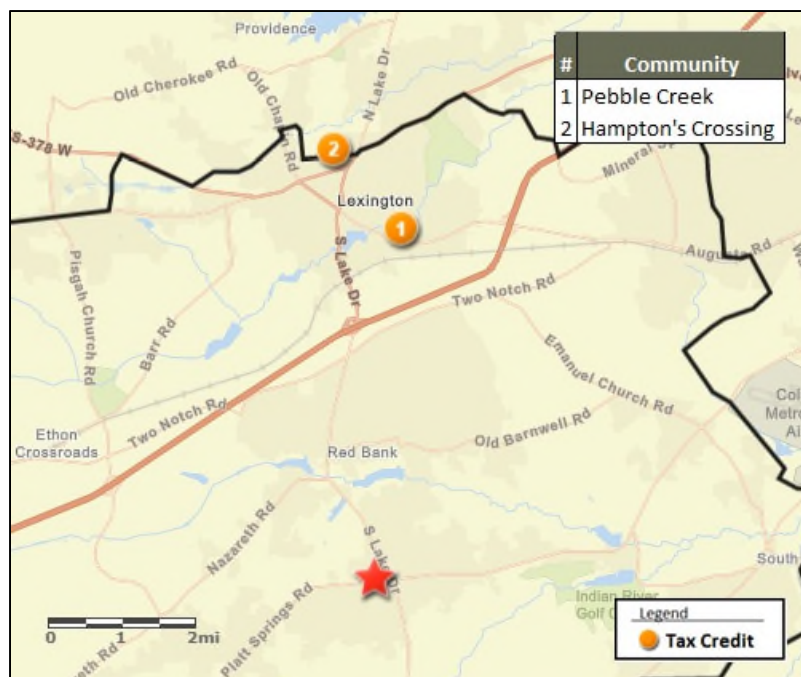 Providence
Old Cherokee Rd
Old Chapin Rd
N Lake Dr
# Community
1 Pebble Creek
2 Hampton's Crossing
S-378 W
2
Mineral
Lexington
1
Augusta Rd
Pisgah Church Rd
Barr Rd
S Lake Dr
Two Notch Rd
Emanuel Church Rd
Two Notch Rd
Ethon
Crossroads
Old Barnwell Rd
Red Bank
Nazareth Rd
S Lake Dr
Platt Springs Rd
Indian River
Golf
South
0 1 2mi
Legend
Tax Credit